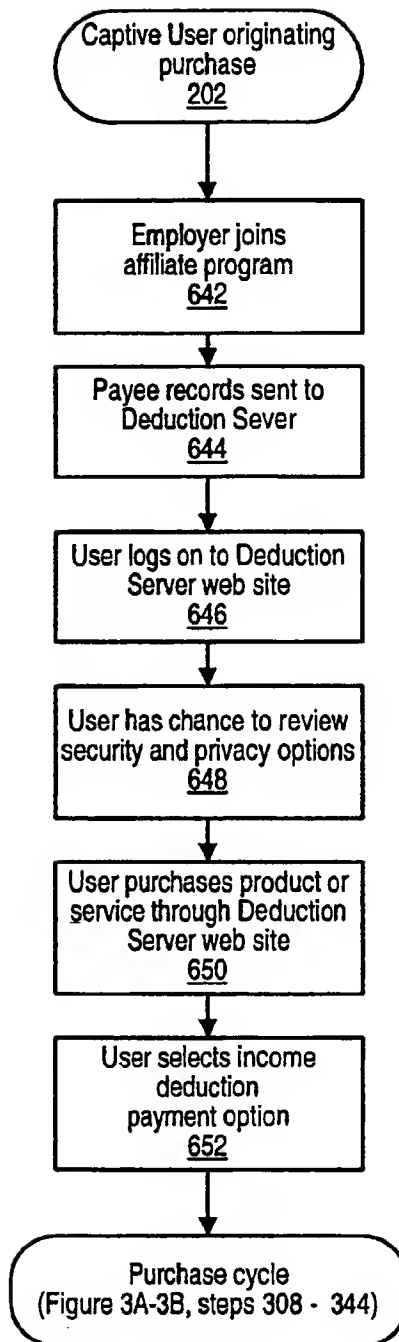 Captive User originating
purchase
202
Employer joins
affiliate program
642
Payee records sent to
Deduction Sever
644
User logs on to Deduction
Server web site
646
User has chance to review
security and privacy options
648
User purchases product or
service through Deduction
Server web site
650
User selects income
deduction
payment option
652
Purchase cycle
(Figure 3A-3B, steps 308 - 344)